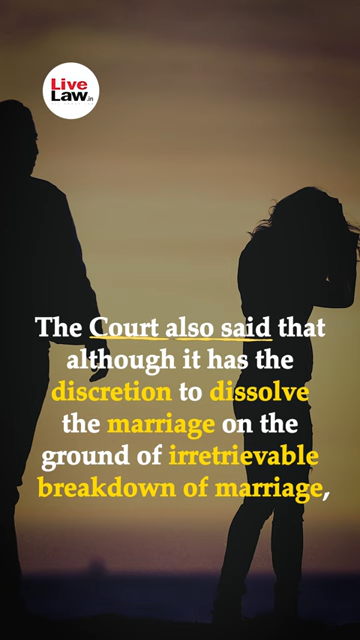 Live
Law.in
The Court also said that
although it has the
discretion to dissolve
the marriage on the
ground of irretrievable
breakdown of marriage,